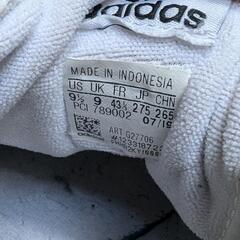 adidas
MADE IN INDONESIA
US UK FR JP CHN
9½ 9 43⅓ 275 265
PCI 789002 07/19
ART G27706